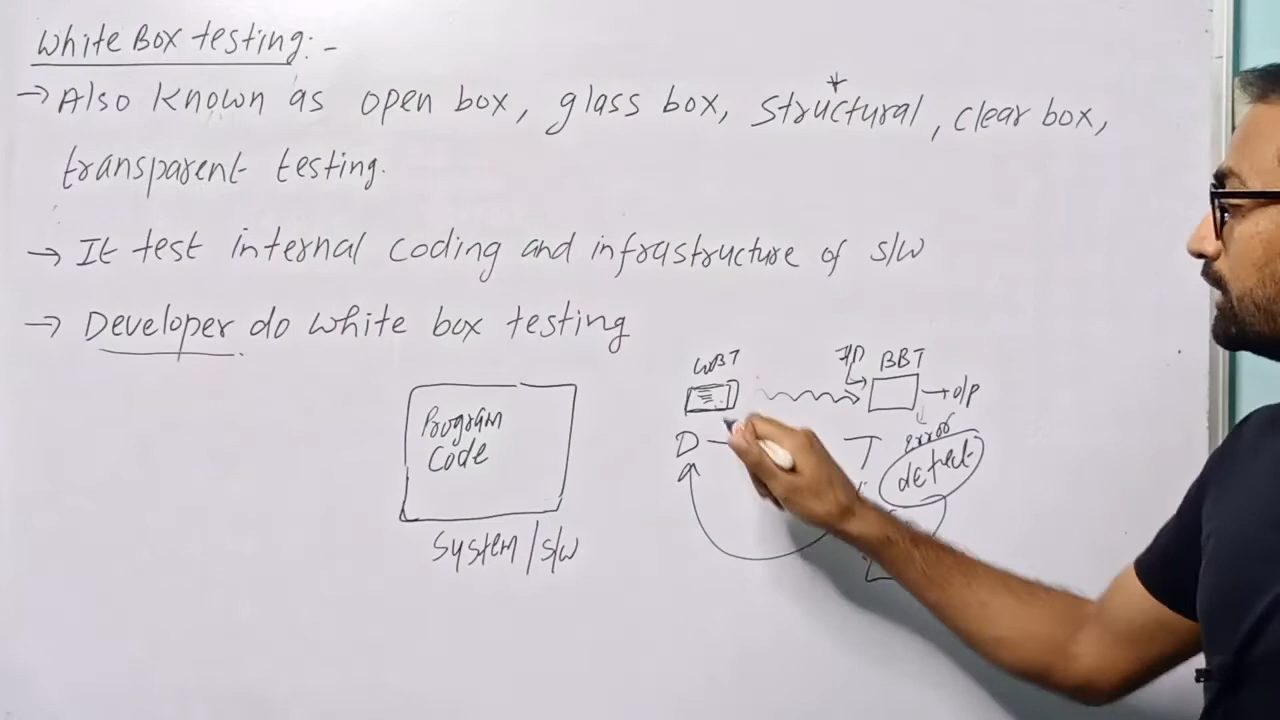 White Box testing:-
→ Also known as open box, glass box, structural, clear box,
transparent testing.
→ It test internal coding and infrastructure of s/w
→ Developer do white box testing
WBT
BBT
→ o/p
Program
Code
D
T
error
defect
System/s/w